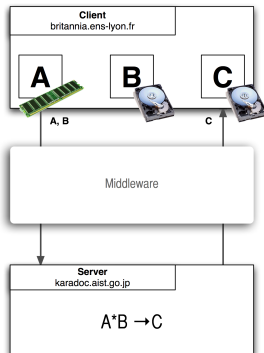 Client
britannia.ens-lyon.fr
A B C
A, B
C
Middleware
Server
karadoc.aist.go.jp
A*B →C